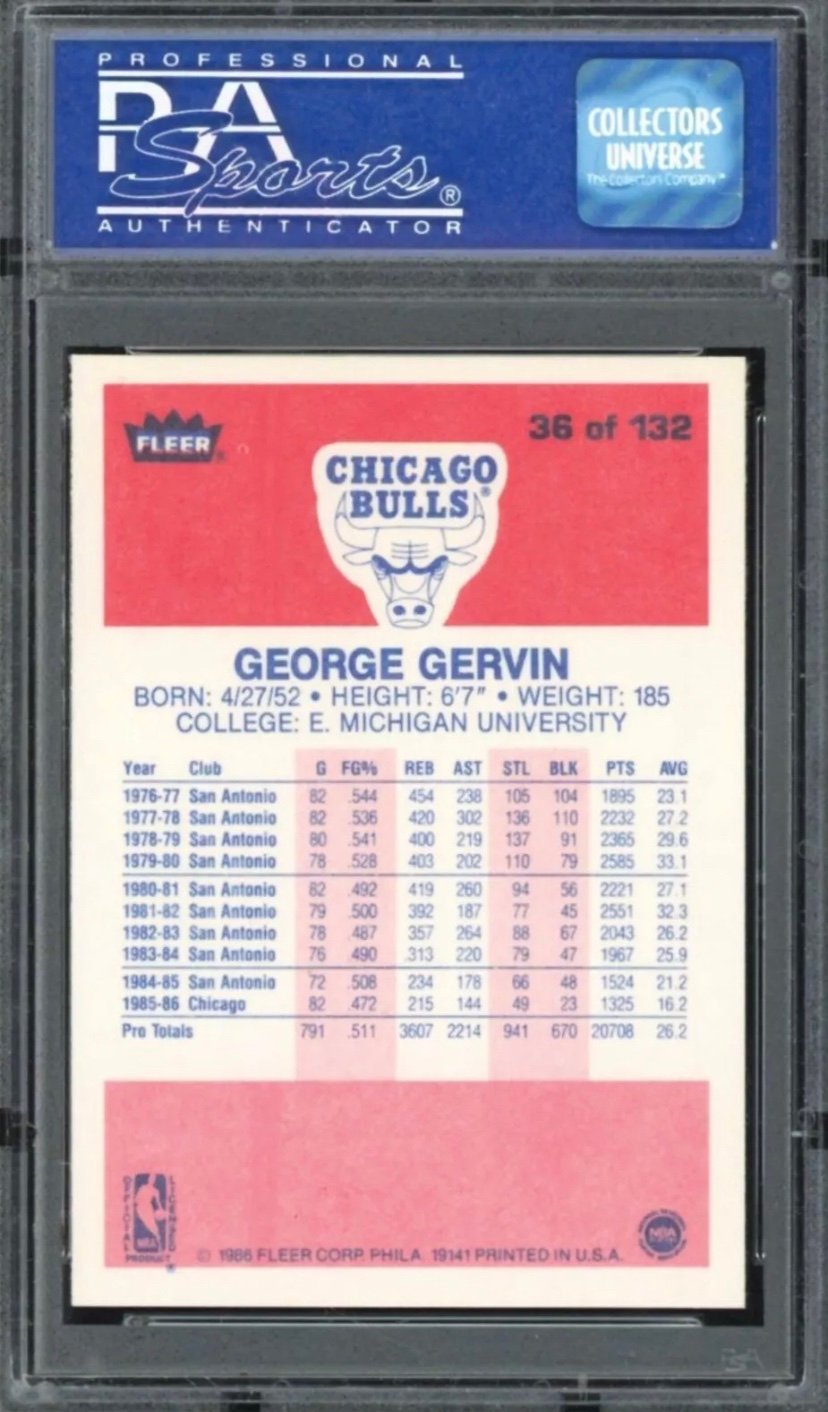 PROFESSIONAL
PSA
Sports®
AUTHENTICATOR
COLLECTORS
UNIVERSE
The Collectors Company™
FLEER®
36 of 132
CHICAGO
BULLS®
GEORGE GERVIN
BORN: 4/27/52 • HEIGHT: 6'7" • WEIGHT: 185
COLLEGE: E. MICHIGAN UNIVERSITY
Year Club G FG% REB AST STL BLK PTS AVG
1976-77 San Antonio 82 .544 454 238 105 104 1895 23.1
1977-78 San Antonio 82 .536 420 302 136 110 2232 27.2
1978-79 San Antonio 80 .541 400 219 137 91 2365 29.6
1979-80 San Antonio 78 .528 403 202 110 79 2585 33.1
1980-81 San Antonio 82 .492 419 260 94 56 2221 27.1
1981-82 San Antonio 79 .500 392 187 77 45 2551 32.3
1982-83 San Antonio 78 .487 357 264 88 67 2043 26.2
1983-84 San Antonio 76 .490 .313 220 79 47 1967 25.9
1984-85 San Antonio 72 .508 234 178 66 48 1524 21.2
1985-86 Chicago 82 .472 215 144 49 23 1325 16.2
Pro Totals 791 .511 3607 2214 941 670 20708 26.2
OFFICIAL
LICENSED
NBA
PRODUCT®
© 1986 FLEER CORP. PHILA. 19141 PRINTED IN U.S.A.
NBA
PSA